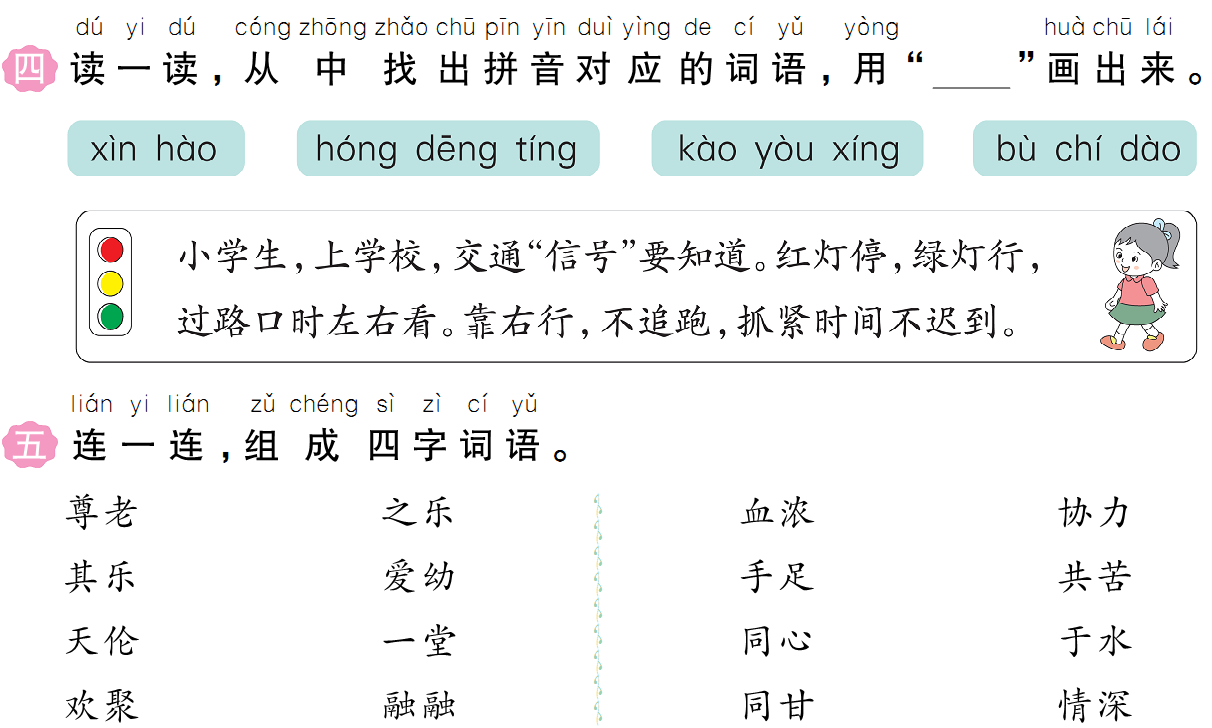 dú yi dú cóng zhōng zhǎo chū pīn yīn duì yìng de cí yǔ yòng huà chū lái
四 读一读，从中找出拼音对应的词语，用“____”画出来。
xìn hào hóng dēng tíng kào yòu xíng bù chí dào
小学生，上学校，交通“信号”要知道。红灯停，绿灯行，
过路口时左右看。靠右行，不追跑，抓紧时间不迟到。
lián yi lián zǔ chéng sì zì cí yǔ
五 连一连，组成四字词语。
尊老 之乐 血浓 协力
其乐 爱幼 手足 共苦
天伦 一堂 同心 于水
欢聚 融融 同甘 情深